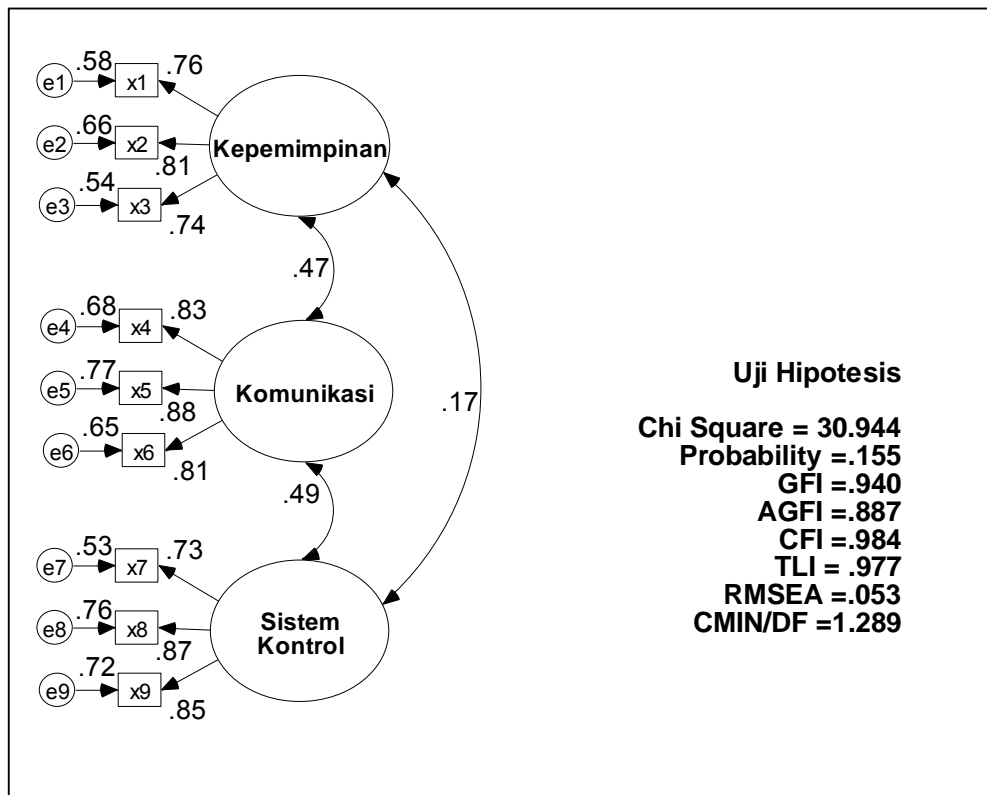 .58
.76
e1
x1
.66
e2
x2
Kepemimpinan
.81
.54
e3
x3
.74
.47
.68
.83
e4
x4
.77
e5
x5
Komunikasi
.88
.65
e6
x6
.81
.17
.49
.53
.73
e7
x7
.76
e8
x8
Sistem
Kontrol
.87
.72
e9
x9
.85
Uji Hipotesis
Chi Square = 30.944
Probability =.155
GFI =.940
AGFI =.887
CFI =.984
TLI = .977
RMSEA =.053
CMIN/DF =1.289